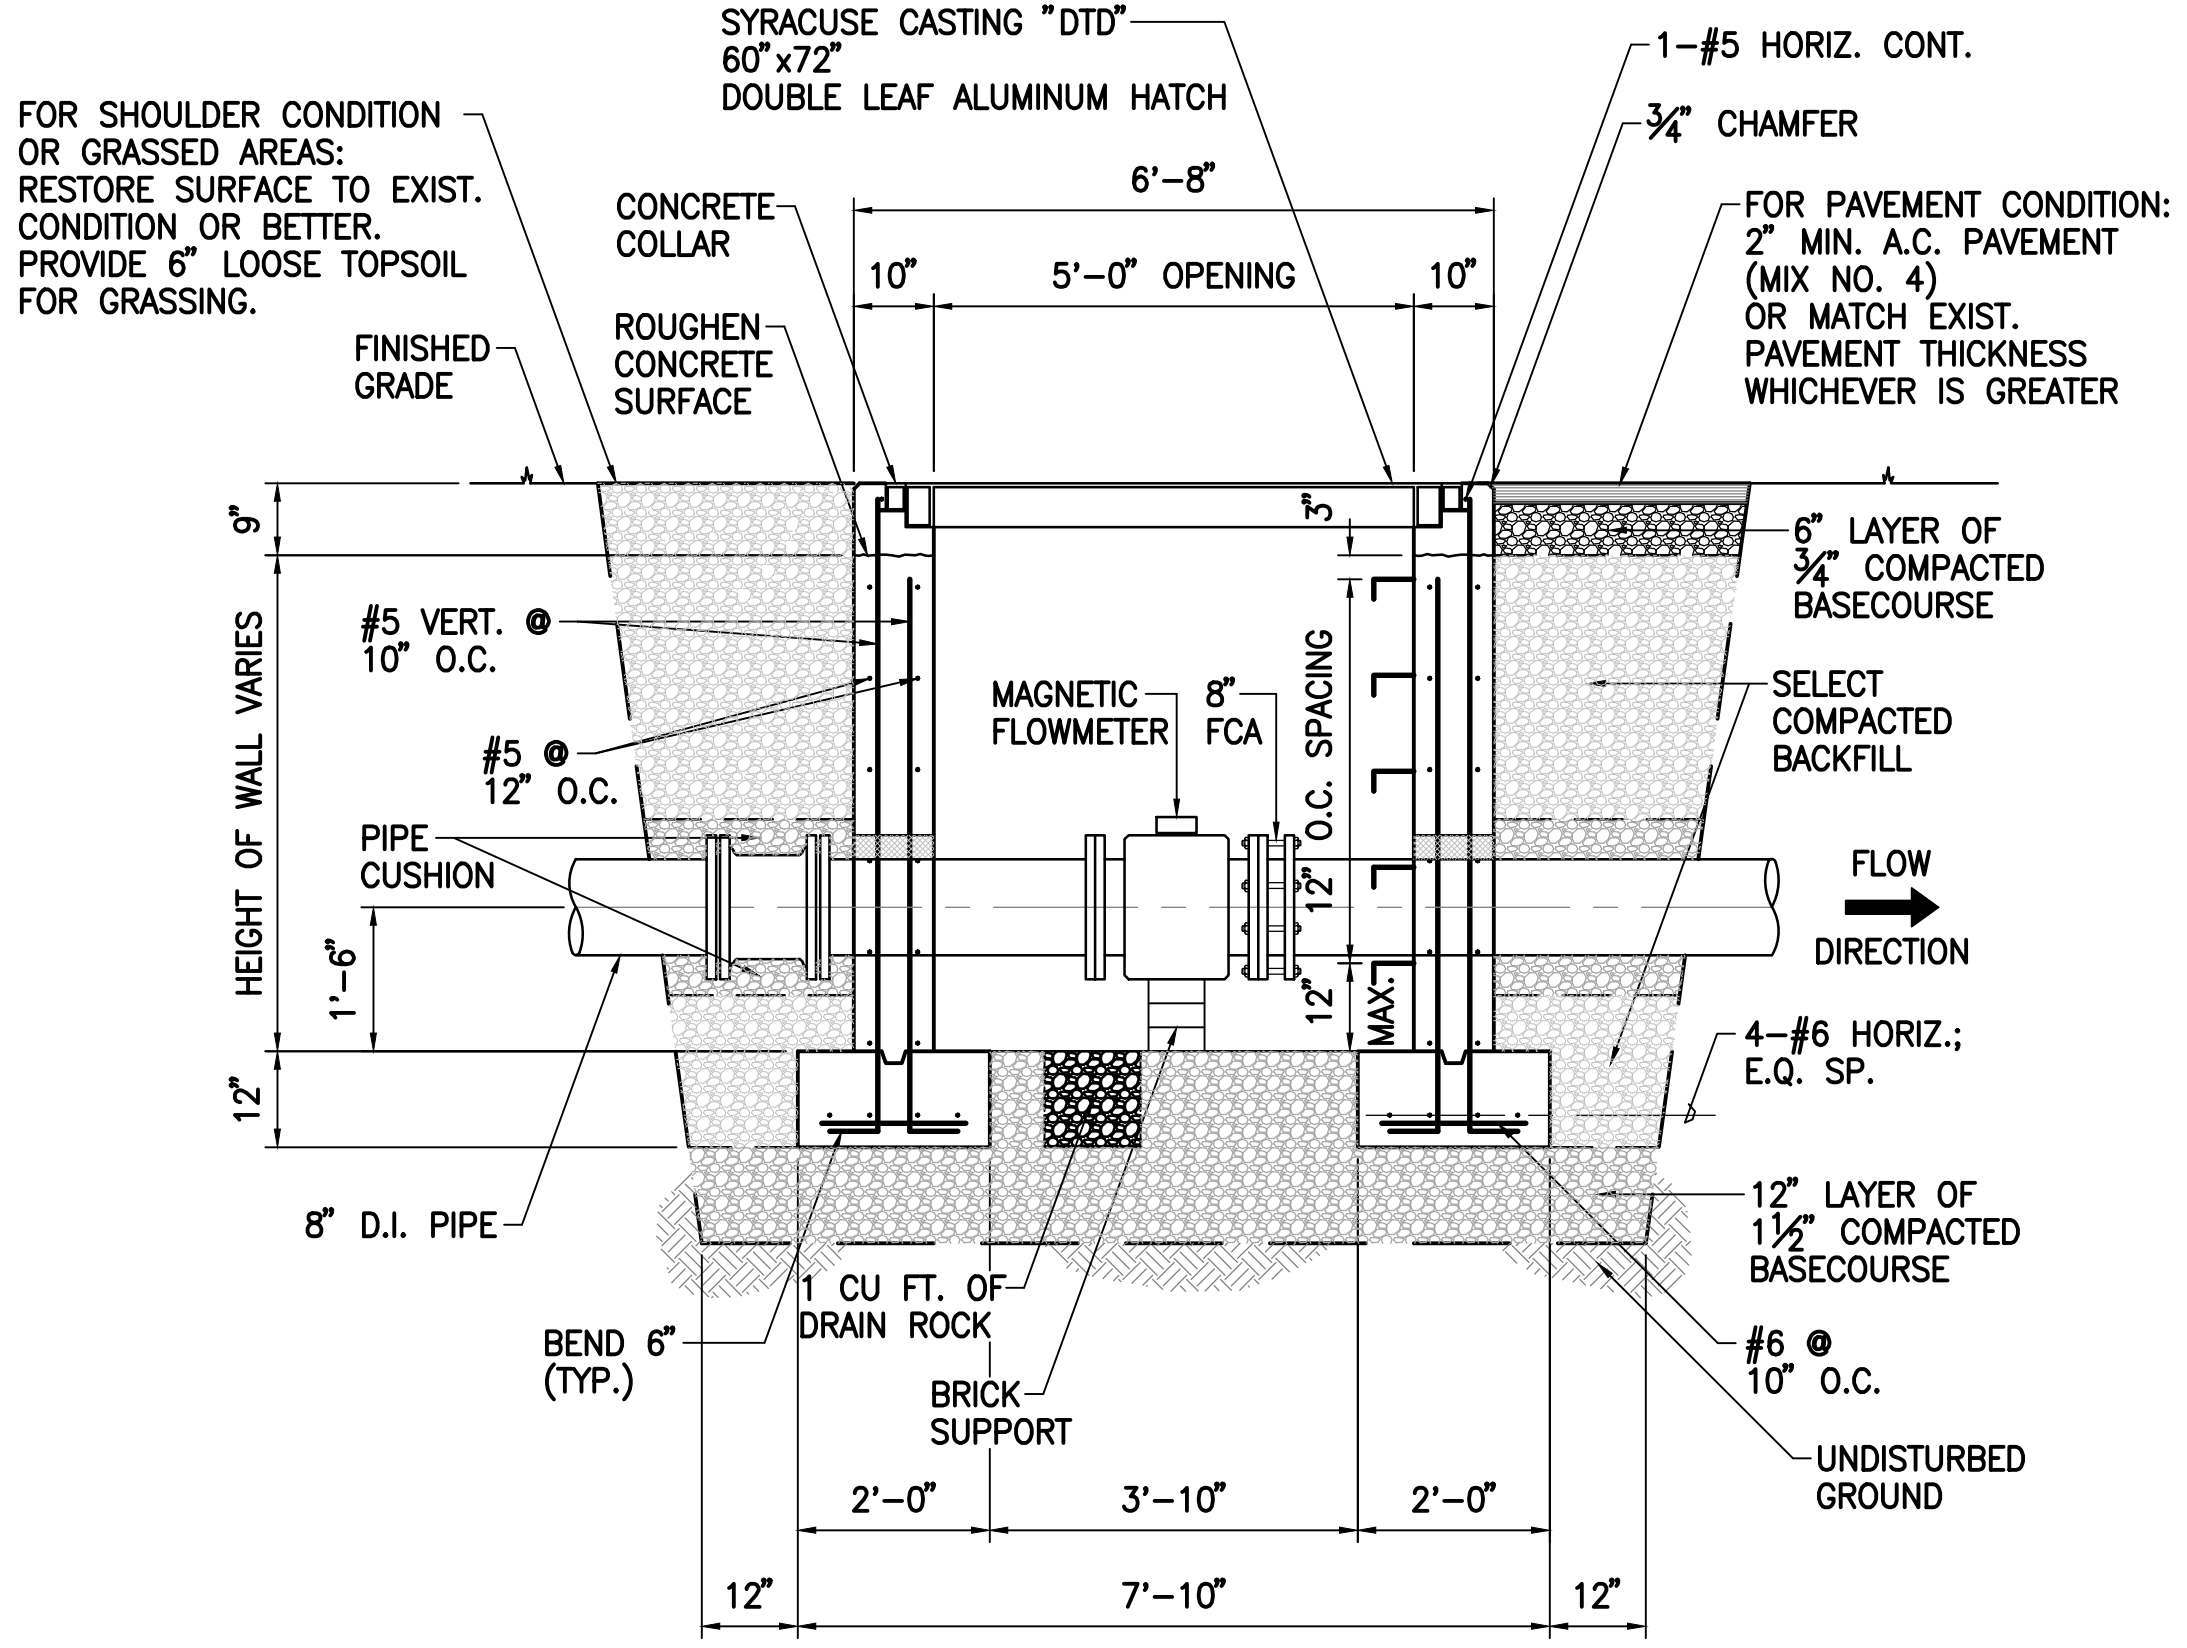 SYRACUSE CASTING "DTD"
60"x72"
DOUBLE LEAF ALUMINUM HATCH
1-#5 HORIZ. CONT.
3/4" CHAMFER
FOR SHOULDER CONDITION
OR GRASSED AREAS:
RESTORE SURFACE TO EXIST.
CONDITION OR BETTER.
PROVIDE 6" LOOSE TOPSOIL
FOR GRASSING.
CONCRETE
COLLAR
6'-8"
10"
5'-0" OPENING
10"
FOR PAVEMENT CONDITION:
2" MIN. A.C. PAVEMENT
(MIX NO. 4)
OR MATCH EXIST.
PAVEMENT THICKNESS
WHICHEVER IS GREATER
FINISHED
GRADE
ROUGHEN
CONCRETE
SURFACE
9"
3"
6" LAYER OF
3/4" COMPACTED
BASECOURSE
#5 VERT. @
10" O.C.
HEIGHT OF WALL VARIES
#5 @
12" O.C.
MAGNETIC
FLOWMETER
8"
FCA
12" O.C. SPACING
SELECT
COMPACTED
BACKFILL
PIPE
CUSHION
FLOW
DIRECTION
1'-6"
12"
MAX.
12"
4-#6 HORIZ.;
E.Q. SP.
8" D.I. PIPE
12" LAYER OF
1 1/2" COMPACTED
BASECOURSE
1 CU FT. OF
DRAIN ROCK
BEND 6"
(TYP.)
BRICK
SUPPORT
#6 @
10" O.C.
UNDISTURBED
GROUND
2'-0"
3'-10"
2'-0"
12"
7'-10"
12"